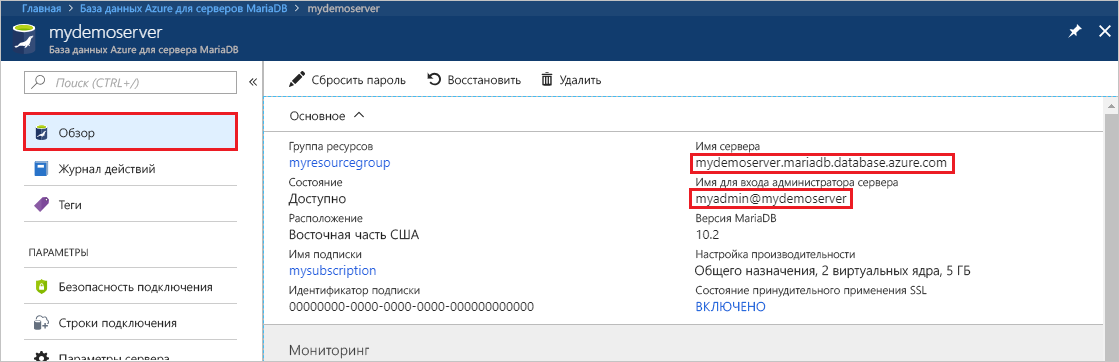 Главная > База данных Azure для серверов MariaDB > mydemoserver
mydemoserver
База данных Azure для сервера MariaDB
Поиск (CTRL+/)
Обзор
Журнал действий
Теги
ПАРАМЕТРЫ
Безопасность подключения
Строки подключения
Параметры сервера
Сбросить пароль
Восстановить
Удалить
Основное
Группа ресурсов
myresourcegroup
Состояние
Доступно
Расположение
Восточная часть США
Имя подписки
mysubscription
Идентификатор подписки
00000000-0000-0000-0000-000000000000
Имя сервера
mydemoserver.mariadb.database.azure.com
Имя для входа администратора сервера
myadmin@mydemoserver
Версия MariaDB
10.2
Настройка производительности
Общего назначения, 2 виртуальных ядра, 5 ГБ
Состояние принудительного применения SSL
ВКЛЮЧЕНО
Мониторинг